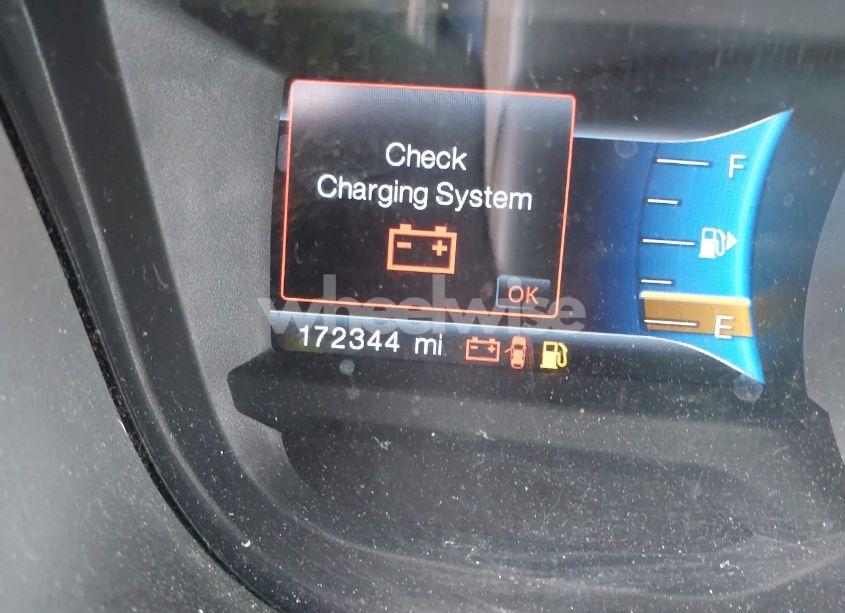 Check
Charging System
- +
OK
F
E
wheelwise
172344 mi
- +